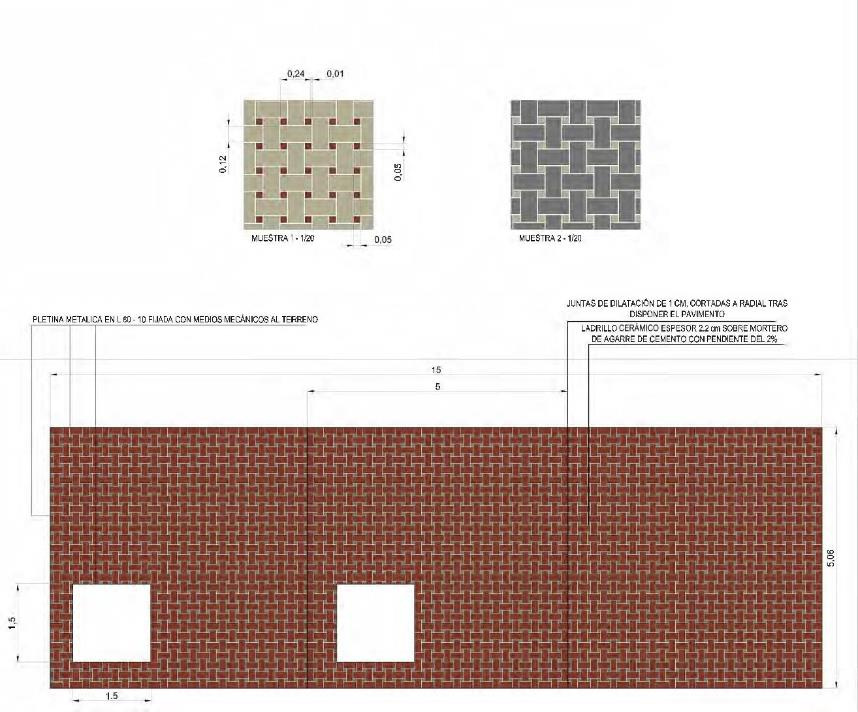 0,24
0,01
0,12
0,05
0,05
MUESTRA 1 - 1/20
MUESTRA 2 - 1/20
PLETINA METALICA EN L 60 - 10 FIJADA CON MEDIOS MECÁNICOS AL TERRENO
JUNTAS DE DILATACIÓN DE 1 CM, CORTADAS A RADIAL TRAS
DISPONER EL PAVIMENTO
LADRILLO CERÁMICO ESPESOR 2,2 cm SOBRE MORTERO
DE AGARRE DE CEMENTO CON PENDIENTE DEL 2%
15
5
5,06
1,5
1,5